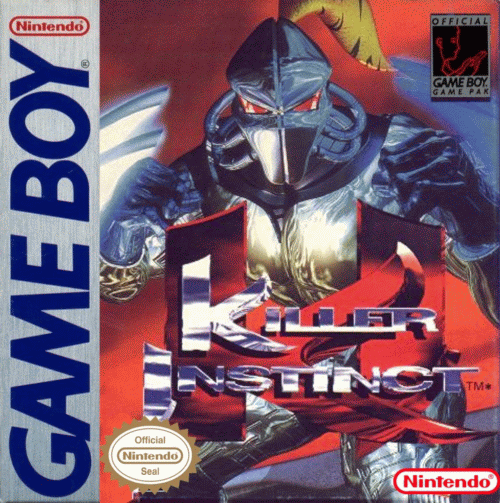 Nintendo
GAME BOY®
OFFICIAL
GAME BOY
GAME PAK
KILLER
INSTINCT
TM*
Official
Nintendo
Seal
Nintendo